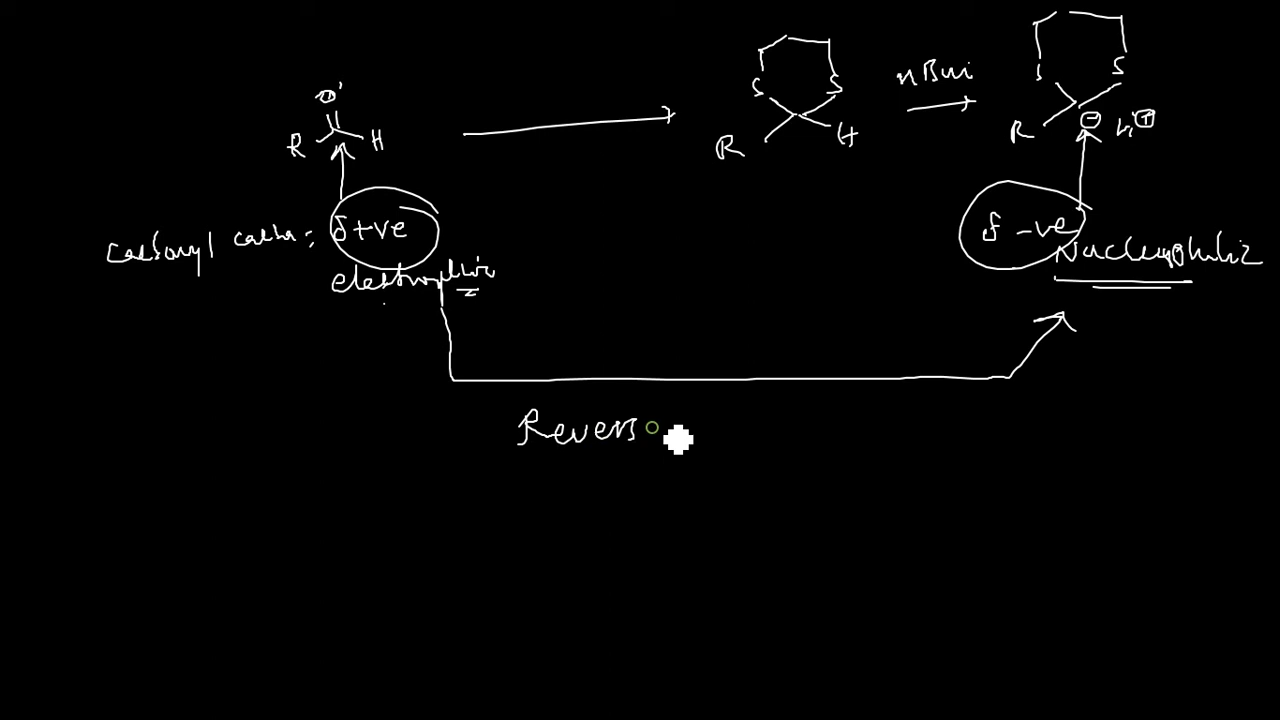 S S
nBuLi
S S
O
R H
R H
R ⊖ Li⊕
Carbonyl carbon: δ+ve
δ-ve
electrophilic
Nucleophilic
Revers